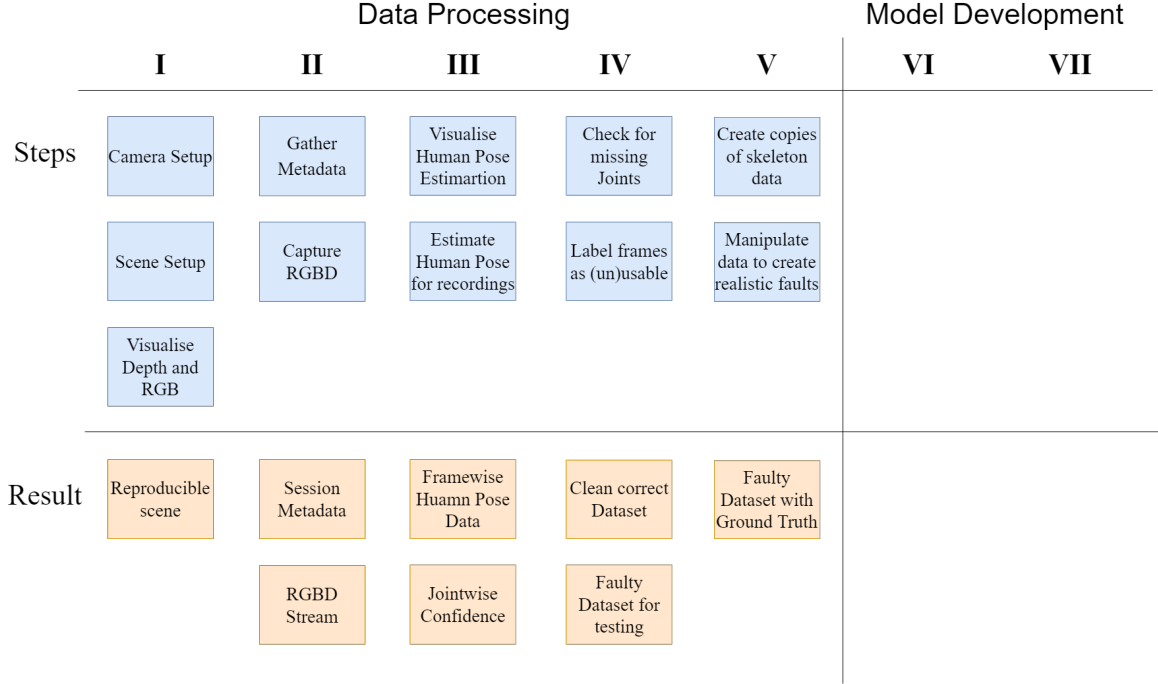 Data Processing
Model Development
I
II
III
IV
V
VI
VII
Steps
Camera Setup
Gather
Metadata
Visualise
Human Pose
Estimartion
Check for
missing
Joints
Create copies
of skeleton
data
Scene Setup
Capture
RGBD
Estimate
Human Pose
for recordings
Label frames
as (un)usable
Manipulate
data to create
realistic faults
Visualise
Depth and
RGB
Result
Reproducible
scene
Session
Metadata
Framewise
Huamn Pose
Data
Clean correct
Dataset
Faulty
Dataset with
Ground Truth
RGBD
Stream
Jointwise
Confidence
Faulty
Dataset for
testing